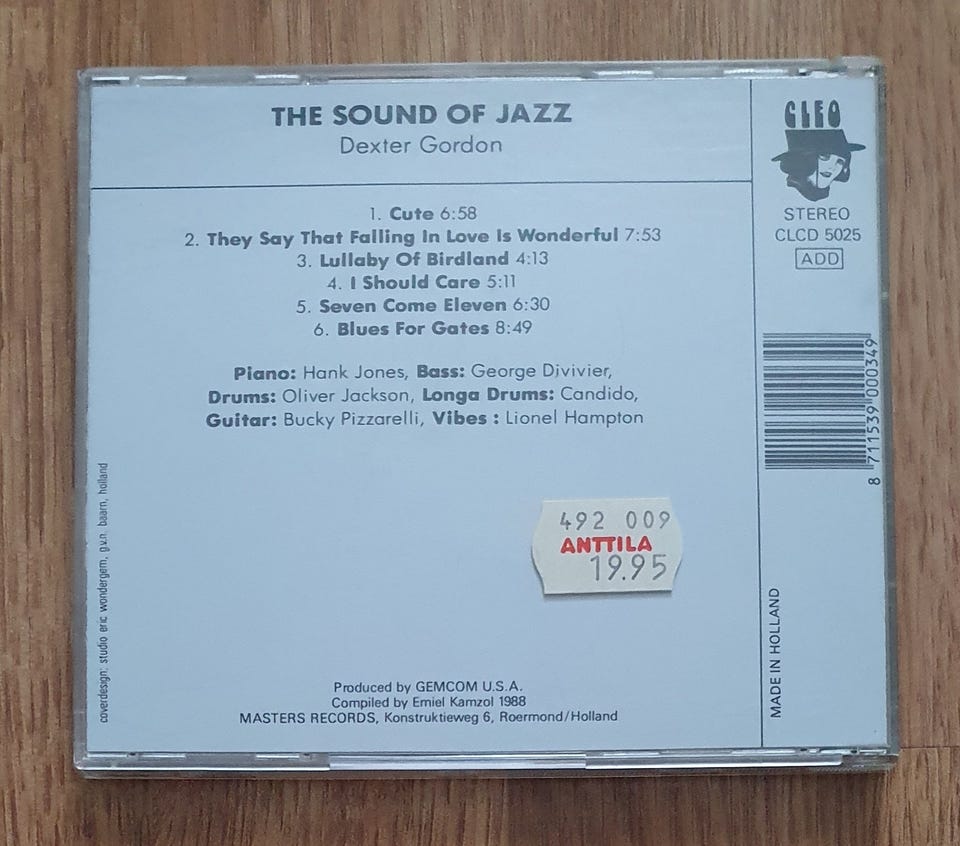 THE SOUND OF JAZZ
Dexter Gordon
1. Cute 6:58
2. They Say That Falling In Love Is Wonderful 7:53
3. Lullaby Of Birdland 4:13
4. I Should Care 5:11
5. Seven Come Eleven 6:30
6. Blues For Gates 8:49
Piano: Hank Jones, Bass: George Divivier,
Drums: Oliver Jackson, Longa Drums: Candido,
Guitar: Bucky Pizzarelli, Vibes : Lionel Hampton
492 009
ANTTILA
19.95
Produced by GEMCOM U.S.A.
Compiled by Emiel Kamzol 1988
MASTERS RECORDS, Konstruktieweg 6, Roermond/Holland
coverdesign: studio eric wondergem, g.v.n. baarn, holland
CLEO
STEREO
CLCD 5025
ADD
8 711539 000349
MADE IN HOLLAND